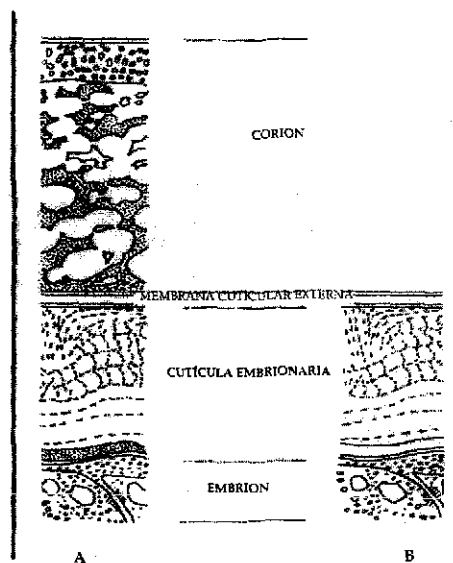 CORION
MEMBRANA CUTICULAR EXTERNA
CUTÍCULA EMBRIONARIA
EMBRION
A
B